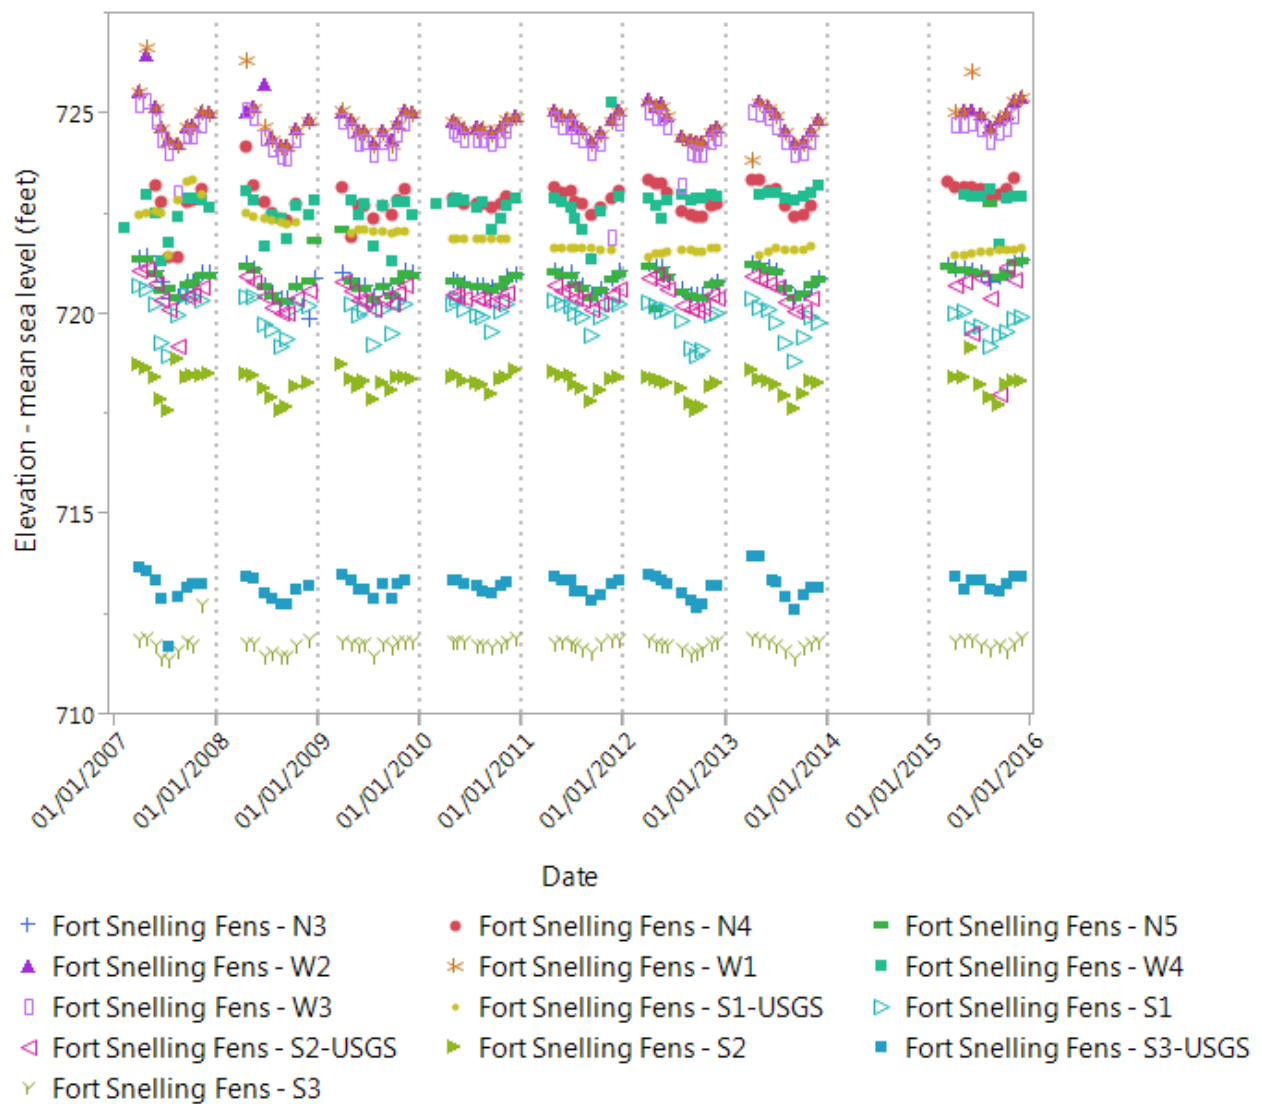 Elevation - mean sea level (feet)
725
720
715
710
01/01/2007
01/01/2008
01/01/2009
01/01/2010
01/01/2011
01/01/2012
01/01/2013
01/01/2014
01/01/2015
01/01/2016
Date
Fort Snelling Fens - N3
Fort Snelling Fens - N4
Fort Snelling Fens - N5
Fort Snelling Fens - W2
Fort Snelling Fens - W1
Fort Snelling Fens - W4
Fort Snelling Fens - W3
Fort Snelling Fens - S1-USGS
Fort Snelling Fens - S1
Fort Snelling Fens - S2-USGS
Fort Snelling Fens - S2
Fort Snelling Fens - S3-USGS
Fort Snelling Fens - S3